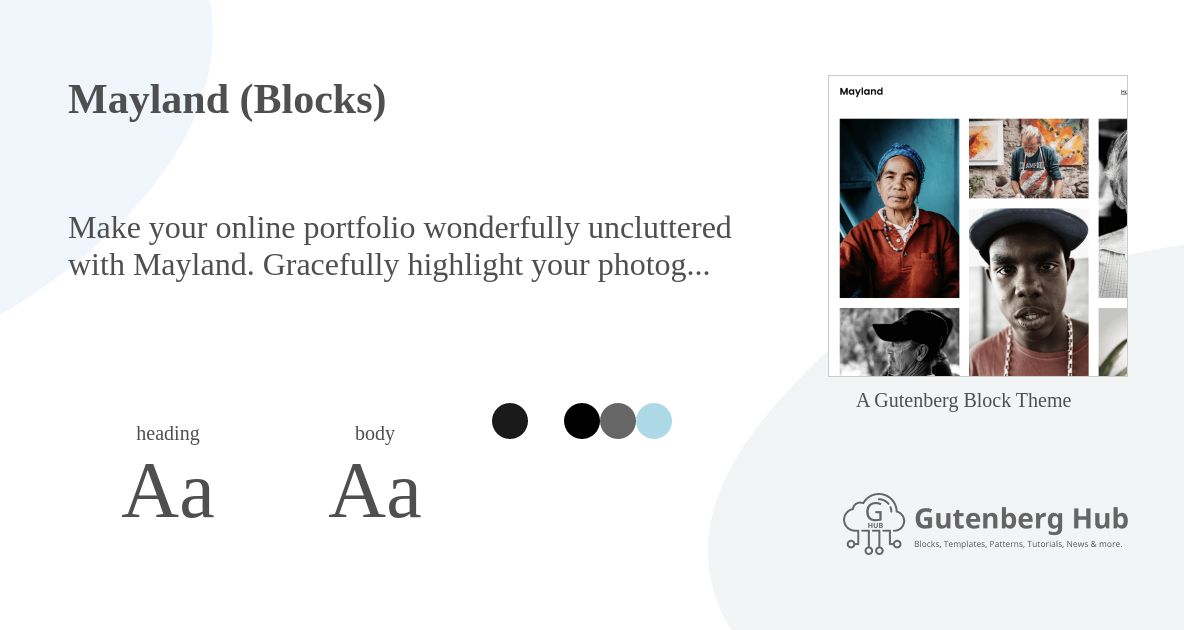 Mayland (Blocks)
Make your online portfolio wonderfully uncluttered
with Mayland. Gracefully highlight your photog...
heading
Aa
body
Aa
Mayland
A Gutenberg Block Theme
G
HUB
Gutenberg Hub
Blocks, Templates, Patterns, Tutorials, News & more.